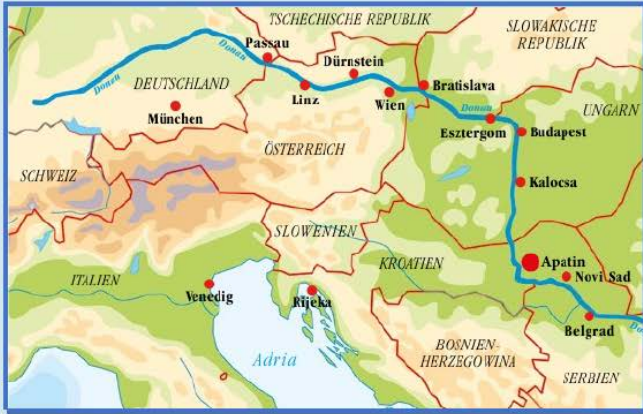 TSCHECHISCHE REPUBLIK
SLOWAKISCHE
REPUBLIK
Passau
Donau
Dürnstein
Donau
DEUTSCHLAND
Linz
Wien
Bratislava
Donau
UNGARN
München
Esztergom
Budapest
ÖSTERREICH
SCHWEIZ
Kalocsa
SLOWENIEN
KROATIEN
Apatin
Novi Sad
ITALIEN
Venedig
Rijeka
Belgrad
Adria
BOSNIEN-
HERZEGOWINA
SERBIEN